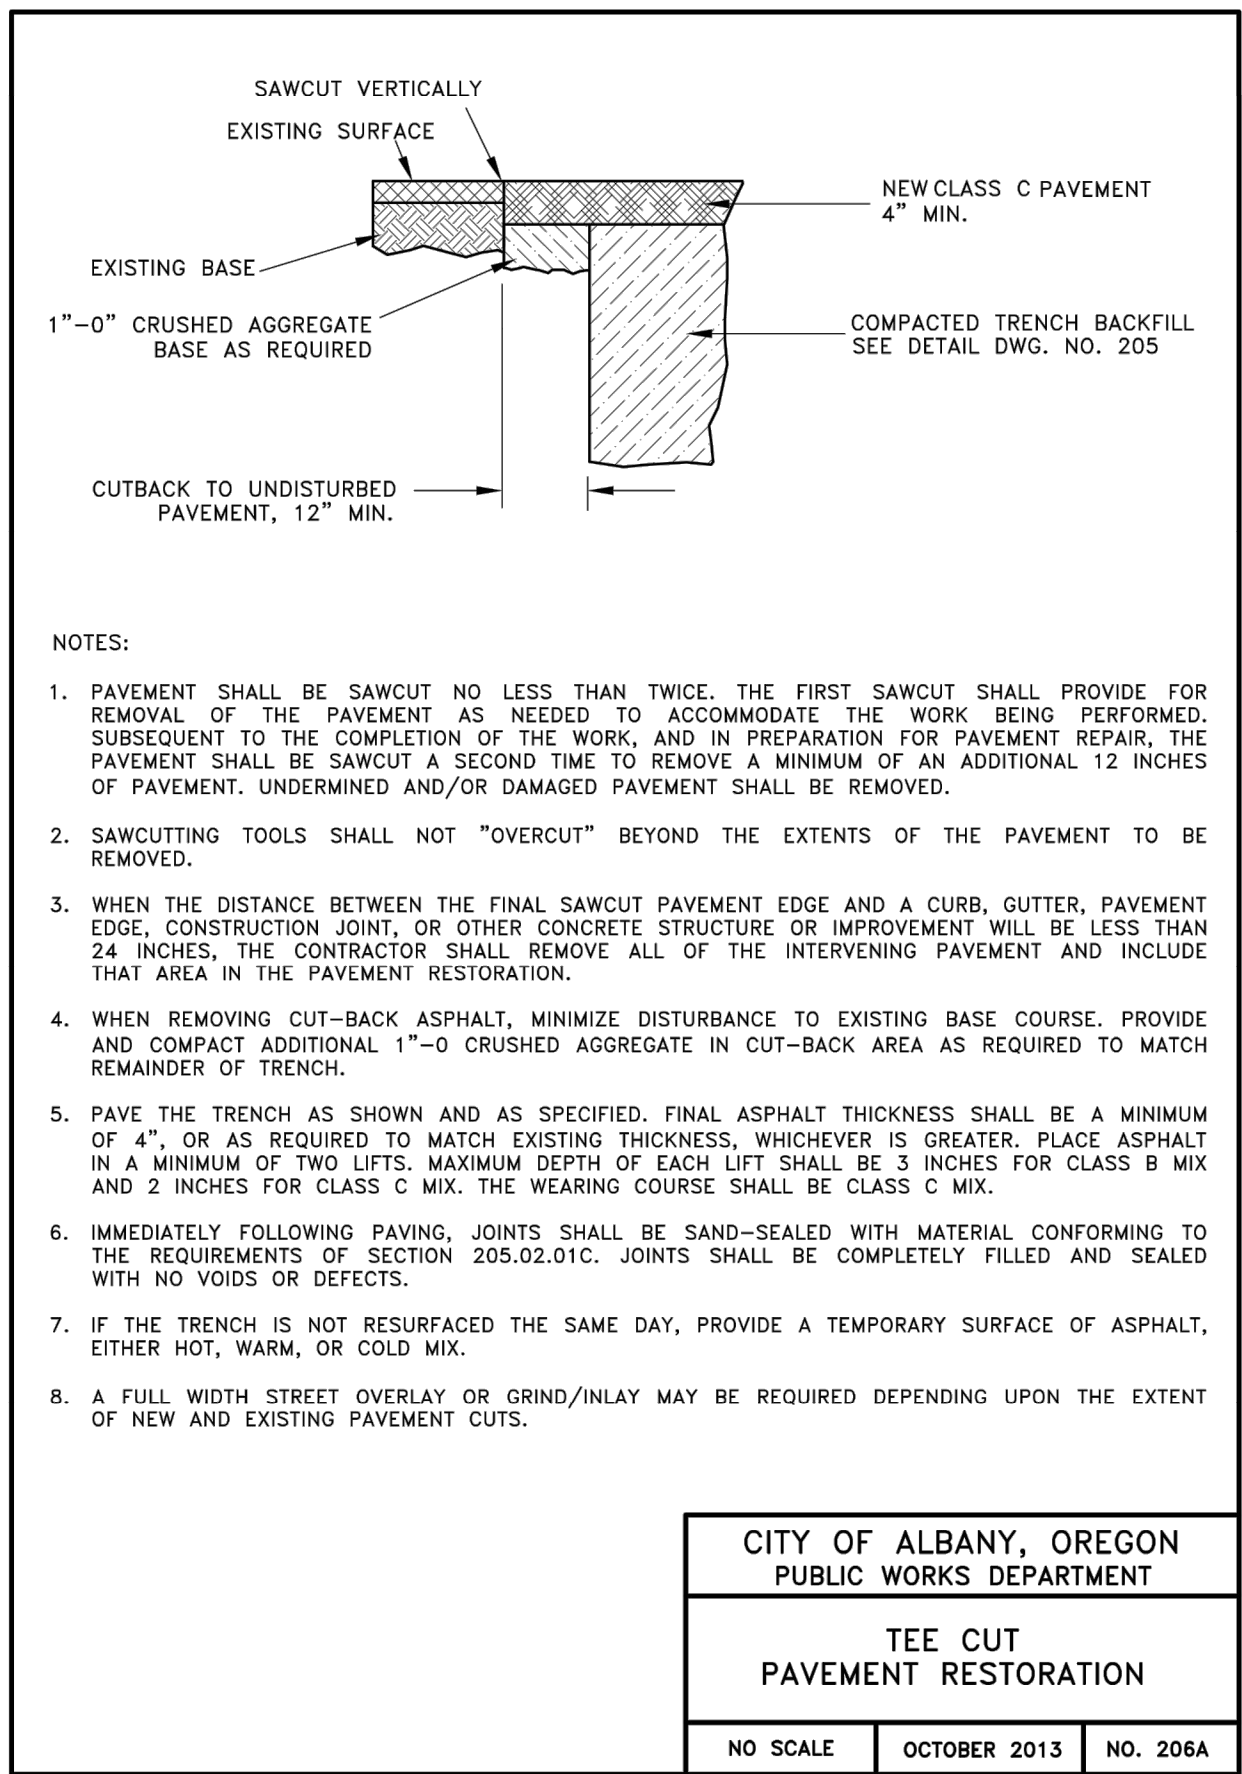 SAWCUT VERTICALLY
EXISTING SURFACE
NEW CLASS C PAVEMENT
4" MIN.
EXISTING BASE
1"-0" CRUSHED AGGREGATE
BASE AS REQUIRED
COMPACTED TRENCH BACKFILL
SEE DETAIL DWG. NO. 205
CUTBACK TO UNDISTURBED
PAVEMENT, 12" MIN.
NOTES:
1. PAVEMENT SHALL BE SAWCUT NO LESS THAN TWICE. THE FIRST SAWCUT SHALL PROVIDE FOR
REMOVAL OF THE PAVEMENT AS NEEDED TO ACCOMMODATE THE WORK BEING PERFORMED.
SUBSEQUENT TO THE COMPLETION OF THE WORK, AND IN PREPARATION FOR PAVEMENT REPAIR, THE
PAVEMENT SHALL BE SAWCUT A SECOND TIME TO REMOVE A MINIMUM OF AN ADDITIONAL 12 INCHES
OF PAVEMENT. UNDERMINED AND/OR DAMAGED PAVEMENT SHALL BE REMOVED.
2. SAWCUTTING TOOLS SHALL NOT "OVERCUT" BEYOND THE EXTENTS OF THE PAVEMENT TO BE
REMOVED.
3. WHEN THE DISTANCE BETWEEN THE FINAL SAWCUT PAVEMENT EDGE AND A CURB, GUTTER, PAVEMENT
EDGE, CONSTRUCTION JOINT, OR OTHER CONCRETE STRUCTURE OR IMPROVEMENT WILL BE LESS THAN
24 INCHES, THE CONTRACTOR SHALL REMOVE ALL OF THE INTERVENING PAVEMENT AND INCLUDE
THAT AREA IN THE PAVEMENT RESTORATION.
4. WHEN REMOVING CUT-BACK ASPHALT, MINIMIZE DISTURBANCE TO EXISTING BASE COURSE. PROVIDE
AND COMPACT ADDITIONAL 1"-0 CRUSHED AGGREGATE IN CUT-BACK AREA AS REQUIRED TO MATCH
REMAINDER OF TRENCH.
5. PAVE THE TRENCH AS SHOWN AND AS SPECIFIED. FINAL ASPHALT THICKNESS SHALL BE A MINIMUM
OF 4", OR AS REQUIRED TO MATCH EXISTING THICKNESS, WHICHEVER IS GREATER. PLACE ASPHALT
IN A MINIMUM OF TWO LIFTS. MAXIMUM DEPTH OF EACH LIFT SHALL BE 3 INCHES FOR CLASS B MIX
AND 2 INCHES FOR CLASS C MIX. THE WEARING COURSE SHALL BE CLASS C MIX.
6. IMMEDIATELY FOLLOWING PAVING, JOINTS SHALL BE SAND-SEALED WITH MATERIAL CONFORMING TO
THE REQUIREMENTS OF SECTION 205.02.01C. JOINTS SHALL BE COMPLETELY FILLED AND SEALED
WITH NO VOIDS OR DEFECTS.
7. IF THE TRENCH IS NOT RESURFACED THE SAME DAY, PROVIDE A TEMPORARY SURFACE OF ASPHALT,
EITHER HOT, WARM, OR COLD MIX.
8. A FULL WIDTH STREET OVERLAY OR GRIND/INLAY MAY BE REQUIRED DEPENDING UPON THE EXTENT
OF NEW AND EXISTING PAVEMENT CUTS.
CITY OF ALBANY, OREGON
PUBLIC WORKS DEPARTMENT
TEE CUT
PAVEMENT RESTORATION
NO SCALE
OCTOBER 2013
NO. 206A